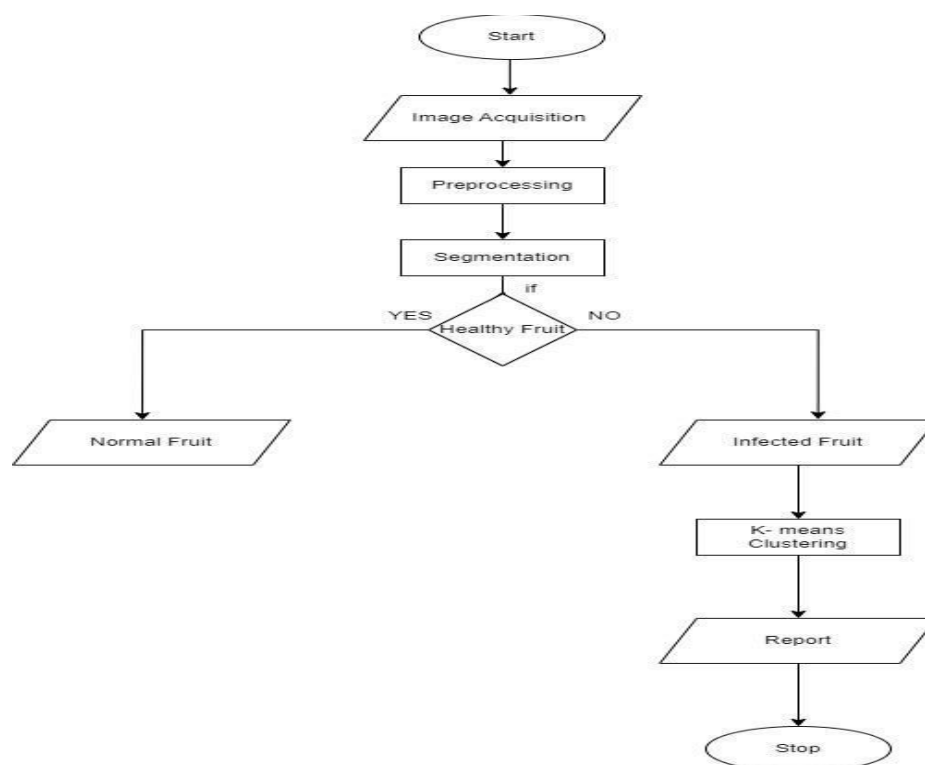 Start
Image Acquisition
Preprocessing
Segmentation
if
YES
Healthy Fruit
NO
Normal Fruit
Infected Fruit
K- means
Clustering
Report
Stop